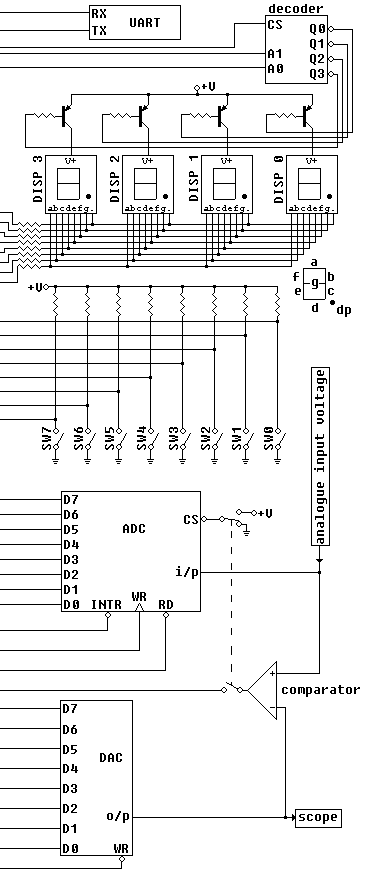 RX
TX
UART
decoder
CS
A1
A0
Q0
Q1
Q2
Q3
+V
DISP 3
V+
abcdefg.
DISP 2
V+
abcdefg.
DISP 1
V+
abcdefg.
DISP 0
V+
abcdefg.
a
f
g
b
e
c
d
dp
+V
SW7
SW6
SW5
SW4
SW3
SW2
SW1
SW0
analogue input voltage
D7
D6
D5
D4
D3
D2
D1
D0
ADC
CS
+V
i/p
INTR
WR
RD
+
-
comparator
D7
D6
D5
D4
D3
D2
D1
D0
DAC
o/p
WR
scope